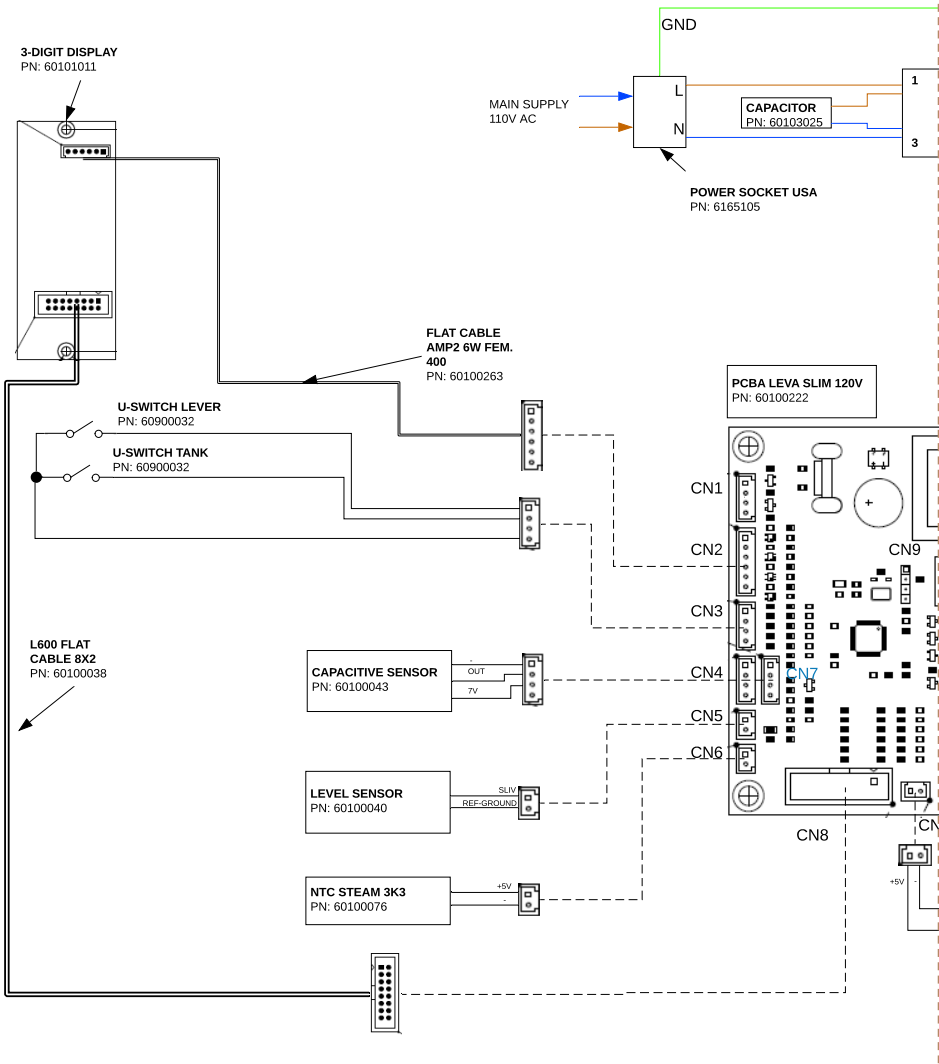 GND
3-DIGIT DISPLAY
PN: 60101011
MAIN SUPPLY
110V AC
L
N
CAPACITOR
PN: 60103025
1
3
POWER SOCKET USA
PN: 6165105
FLAT CABLE
AMP2 6W FEM.
400
PN: 60100263
PCBA LEVA SLIM 120V
PN: 60100222
U-SWITCH LEVER
PN: 60900032
U-SWITCH TANK
PN: 60900032
CN1
CN2
CN9
CN3
L600 FLAT
CABLE 8X2
PN: 60100038
CAPACITIVE SENSOR
PN: 60100043
-
OUT
7V
CN4
CN7
CN5
CN6
LEVEL SENSOR
PN: 60100040
SLIV
REF-GROUND
CN8
CN
+5V
-
NTC STEAM 3K3
PN: 60100076
+5V
-